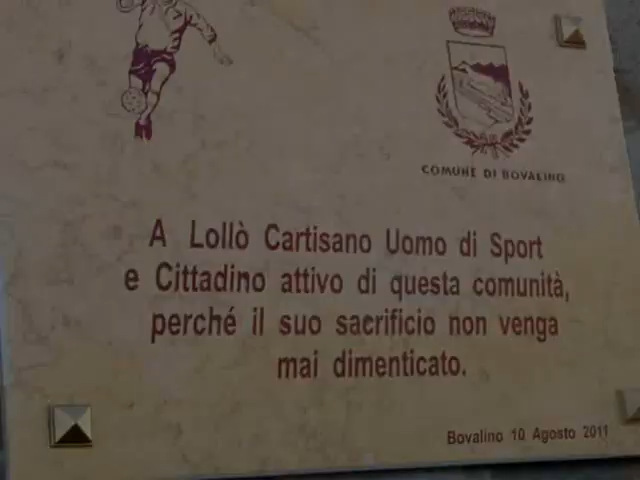 COMUNE DI BOVALINO
A Lollò Cartisano Uomo di Sport
e Cittadino attivo di questa comunità,
perché il suo sacrificio non venga
mai dimenticato.
Bovalino 10 Agosto 2011